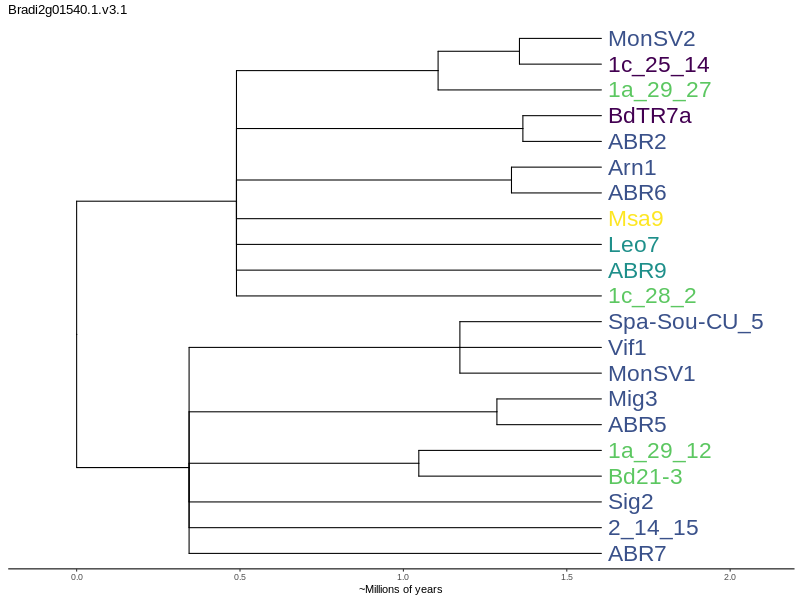 Bradi2g01540.1.v3.1
MonSV2
1c_25_14
1a_29_27
BdTR7a
ABR2
Arn1
ABR6
Msa9
Leo7
ABR9
1c_28_2
Spa-Sou-CU_5
Vif1
MonSV1
Mig3
ABR5
1a_29_12
Bd21-3
Sig2
2_14_15
ABR7
0.0 0.5 1.0 1.5 2.0
~Millions of years